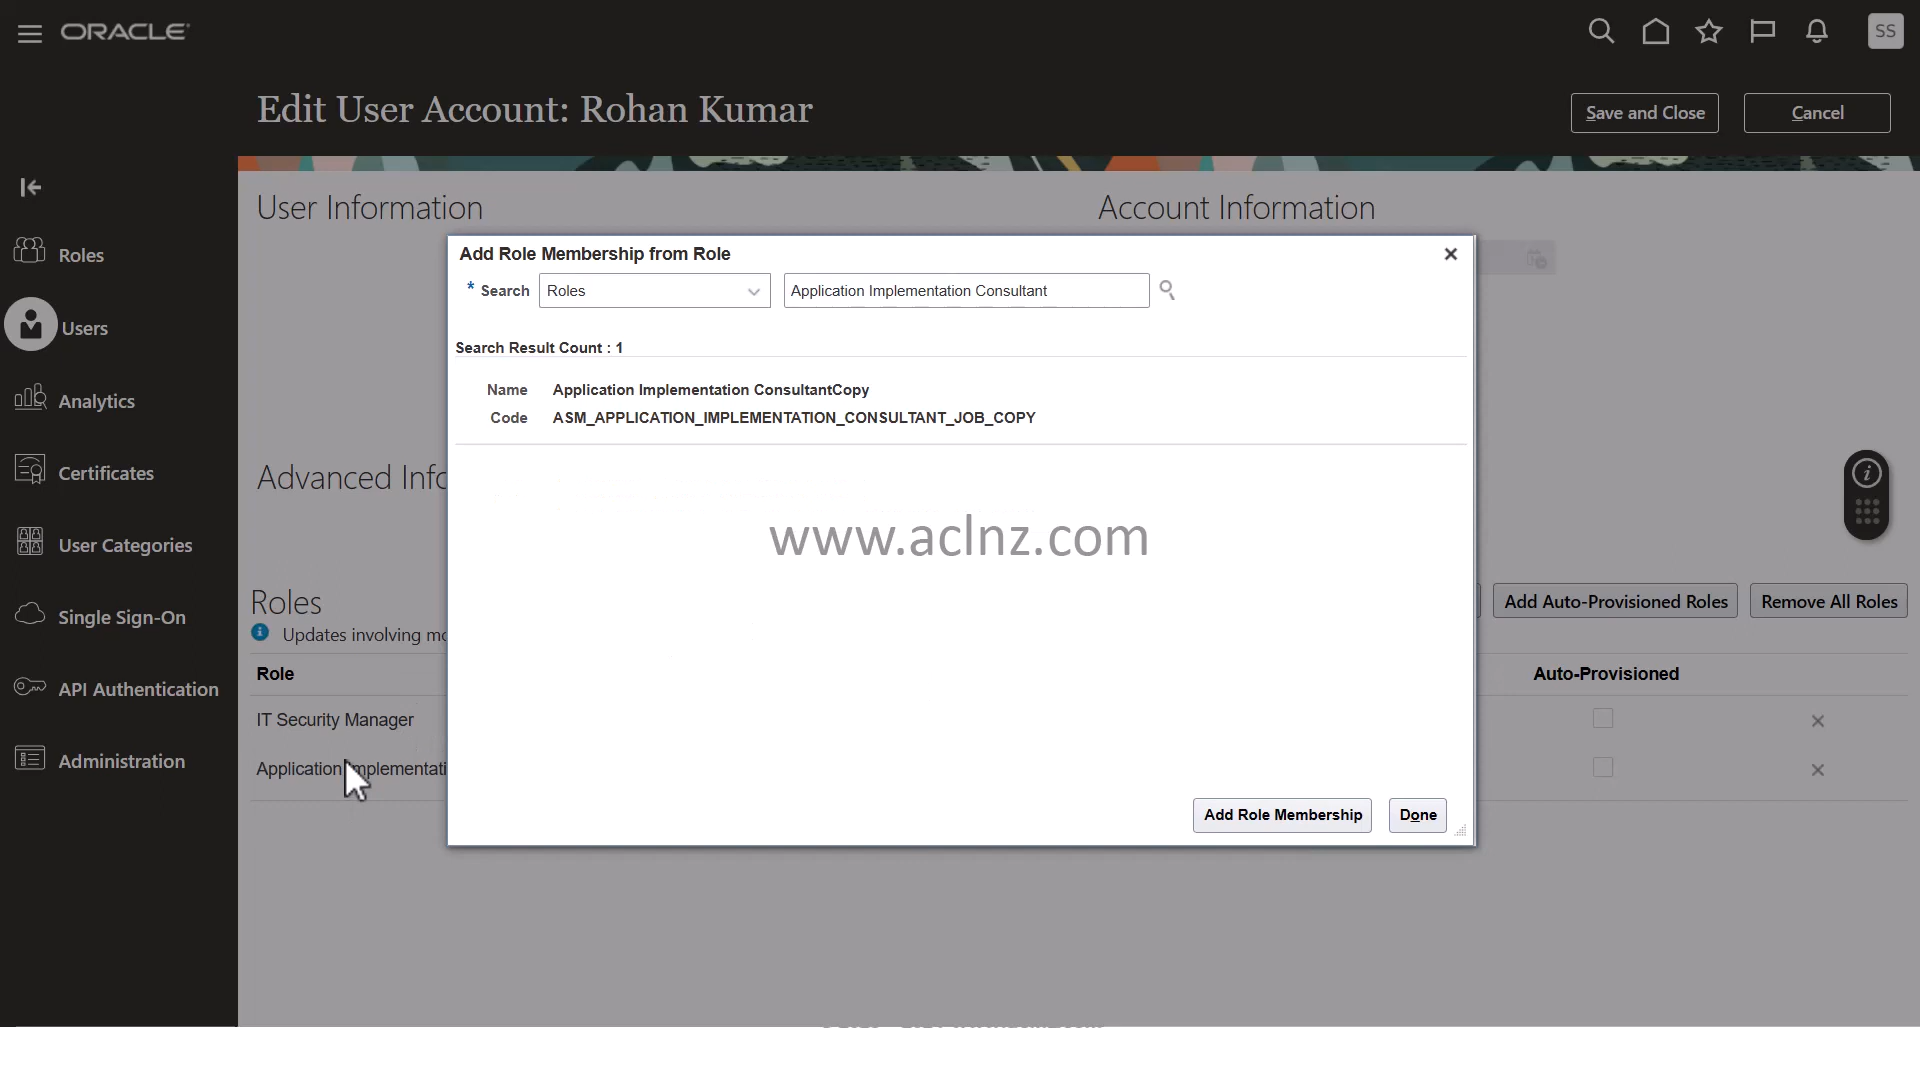 ORACLE
SS
Edit User Account: Rohan Kumar
Save and Close
Cancel
User Information
Account Information
Roles
Users
Analytics
Certificates
User Categories
Single Sign-On
API Authentication
Administration
Add Role Membership from Role
* Search
Roles
Application Implementation Consultant
Search Result Count : 1
Name Application Implementation ConsultantCopy
Code ASM_APPLICATION_IMPLEMENTATION_CONSULTANT_JOB_COPY
www.aclnz.com
Add Role Membership
Done
Advanced Info
Roles
Add Auto-Provisioned Roles
Remove All Roles
Updates involving
Role
Auto-Provisioned
IT Security Manager
Application